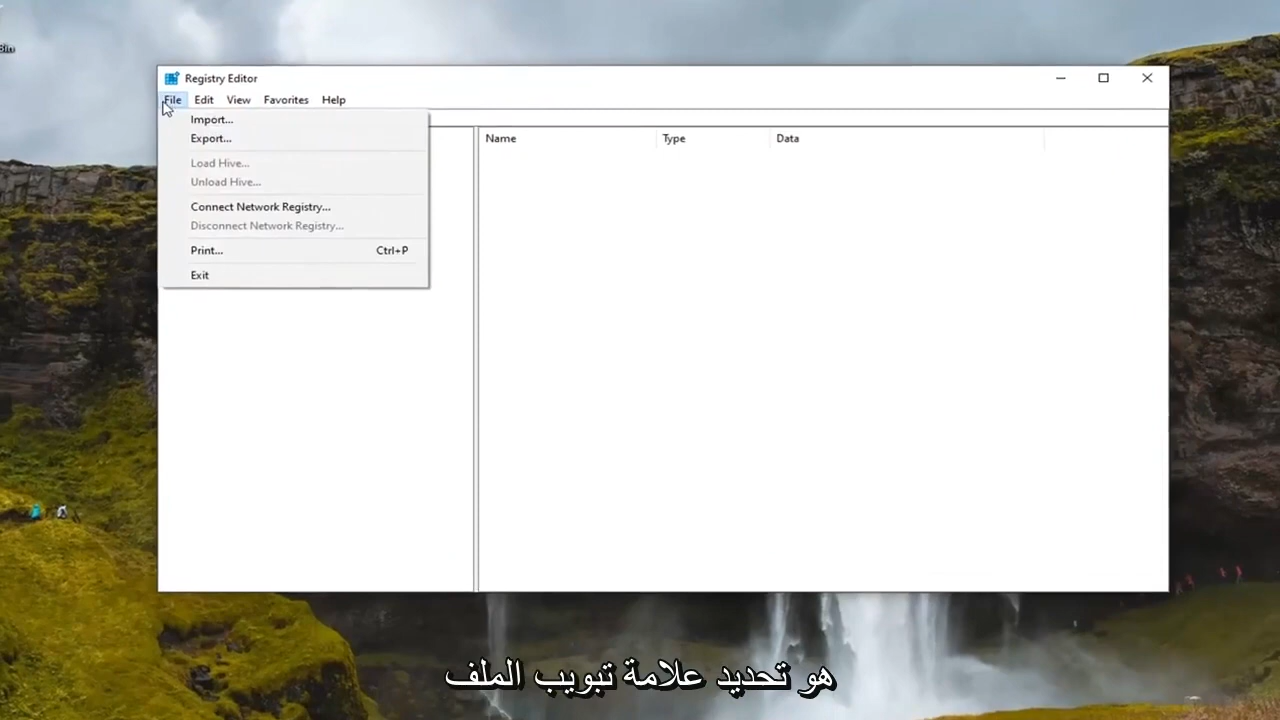 Bin
Registry Editor
File Edit View Favorites Help
Import...
Export...
Load Hive...
Unload Hive...
Connect Network Registry...
Disconnect Network Registry...
Print... Ctrl+P
Exit
Name Type Data
هو تحديد علامة تبويب الملف